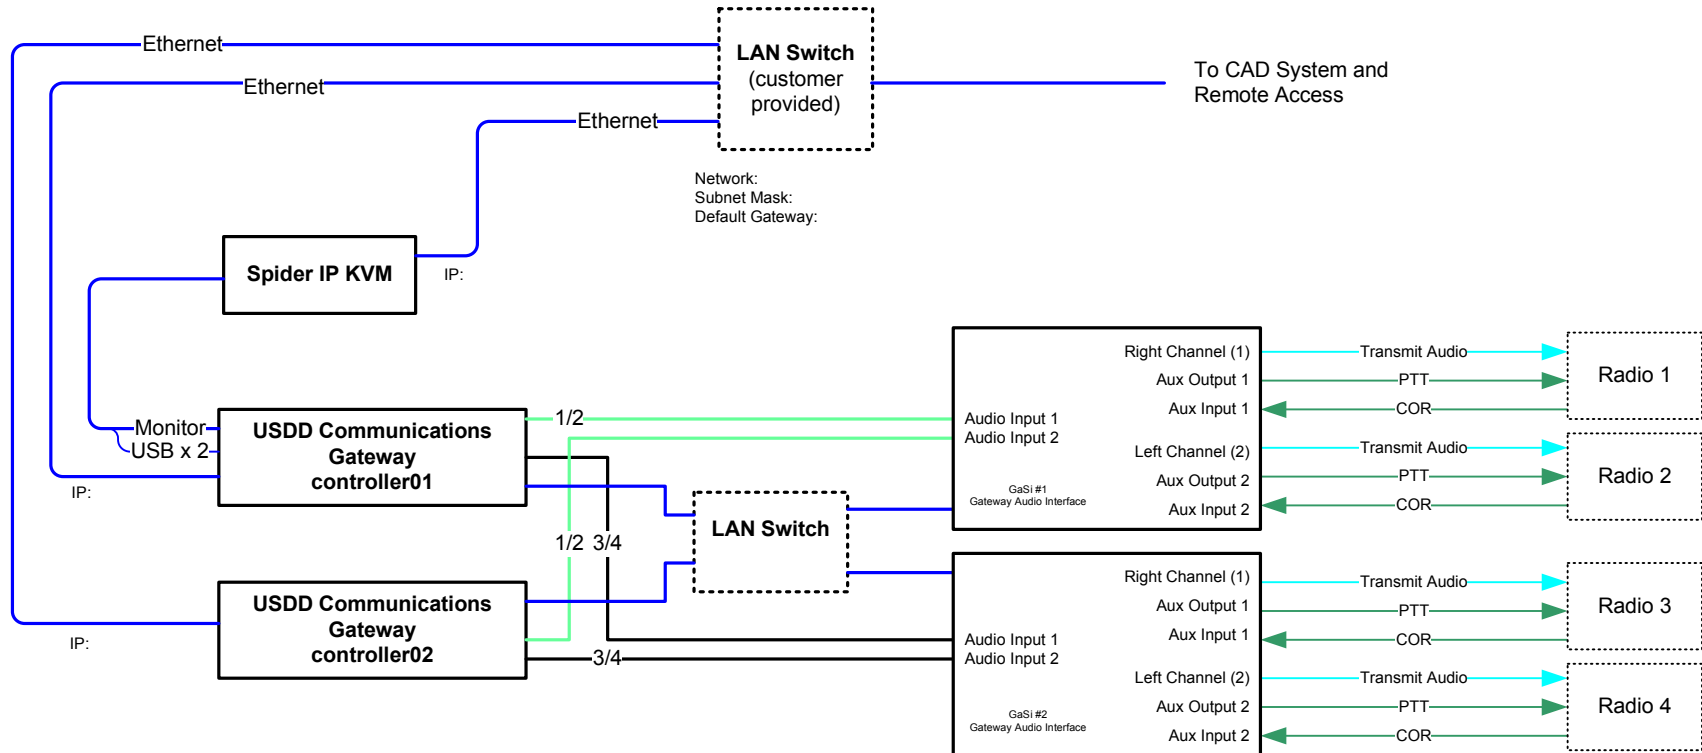 Ethernet
Ethernet
Ethernet
LAN Switch
(customer
provided)
To CAD System and
Remote Access
Network:
Subnet Mask:
Default Gateway:
Spider IP KVM
IP:
Monitor
USB x 2
IP:
USDD Communications
Gateway
controller01
1/2
1/2
3/4
LAN Switch
IP:
USDD Communications
Gateway
controller02
3/4
Audio Input 1
Audio Input 2
GaSi #1
Gateway Audio Interface
Right Channel (1)
Aux Output 1
Aux Input 1
Left Channel (2)
Aux Output 2
Aux Input 2
Transmit Audio
PTT
COR
Radio 1
Transmit Audio
PTT
COR
Radio 2
Audio Input 1
Audio Input 2
GaSi #2
Gateway Audio Interface
Right Channel (1)
Aux Output 1
Aux Input 1
Left Channel (2)
Aux Output 2
Aux Input 2
Transmit Audio
PTT
COR
Radio 3
Transmit Audio
PTT
COR
Radio 4